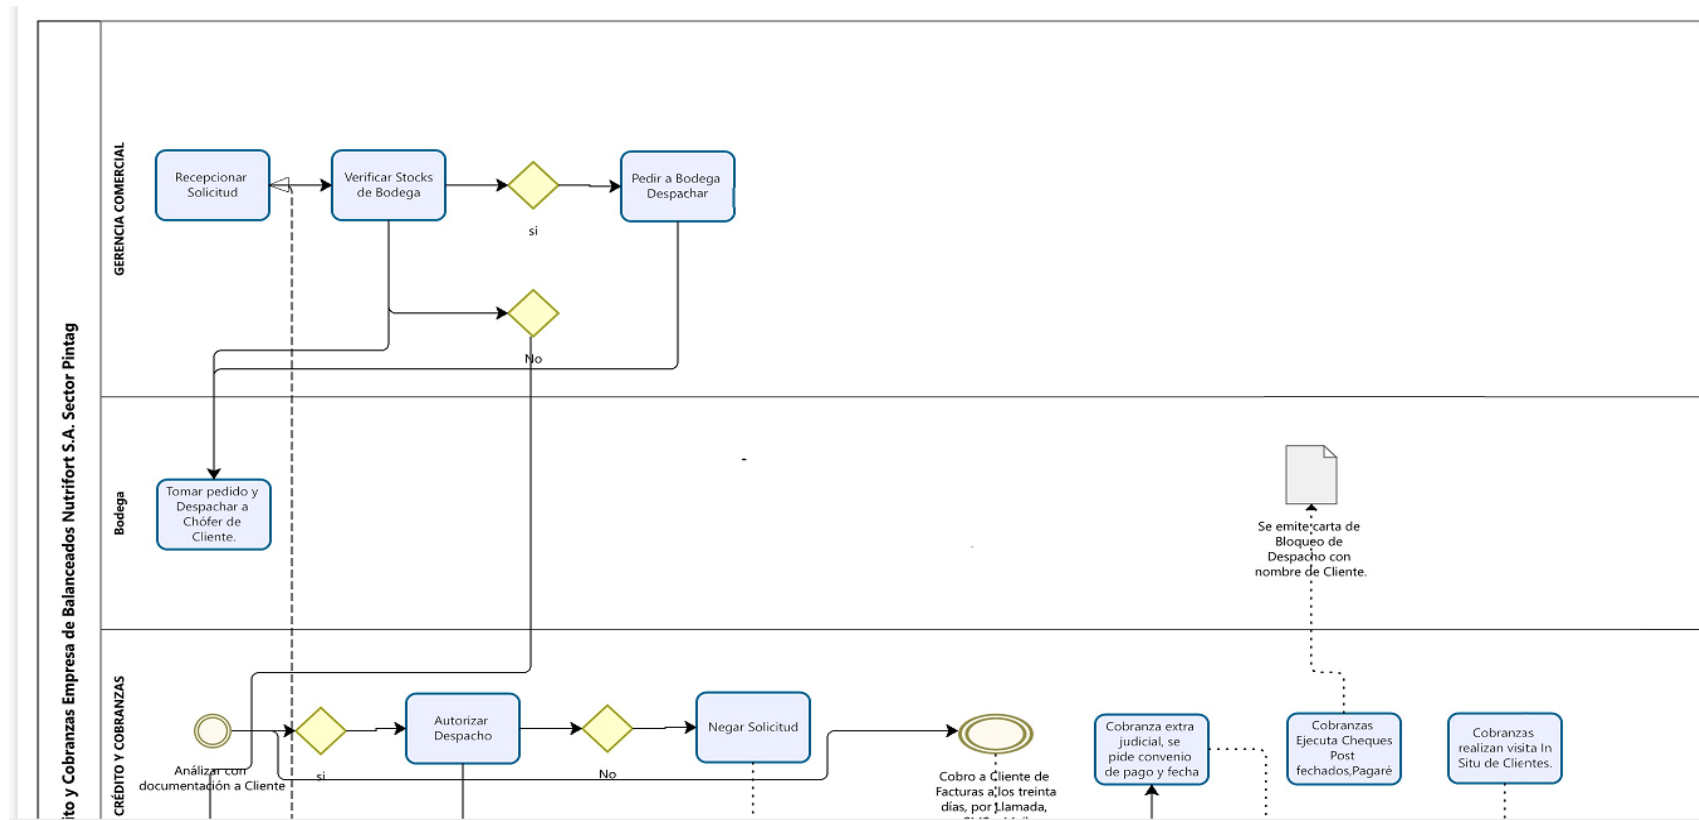 ito y Cobranzas Empresa de Balanceados Nutrifort S.A. Sector Pintag
GERENCIA COMERCIAL
Recepcionar
Solicitud
Verificar Stocks
de Bodega
si
Pedir a Bodega
Despachar
No
Bodega
Tomar pedido y
Despachar a
Chófer de
Cliente.
-
Se emite carta de
Bloqueo de
Despacho con
nombre de Cliente.
CRÉDITO Y COBRANZAS
Análizar con
documentación a Cliente
si
Autorizar
Despacho
No
Negar Solicitud
Cobro a Cliente de
Facturas a los treinta
días, por Llamada,
Cobranza extra
judicial, se
pide convenio
de pago y fecha
Cobranzas
Ejecuta Cheques
Post
fechados,Pagaré
Cobranzas
realizan visita In
Situ de Clientes.